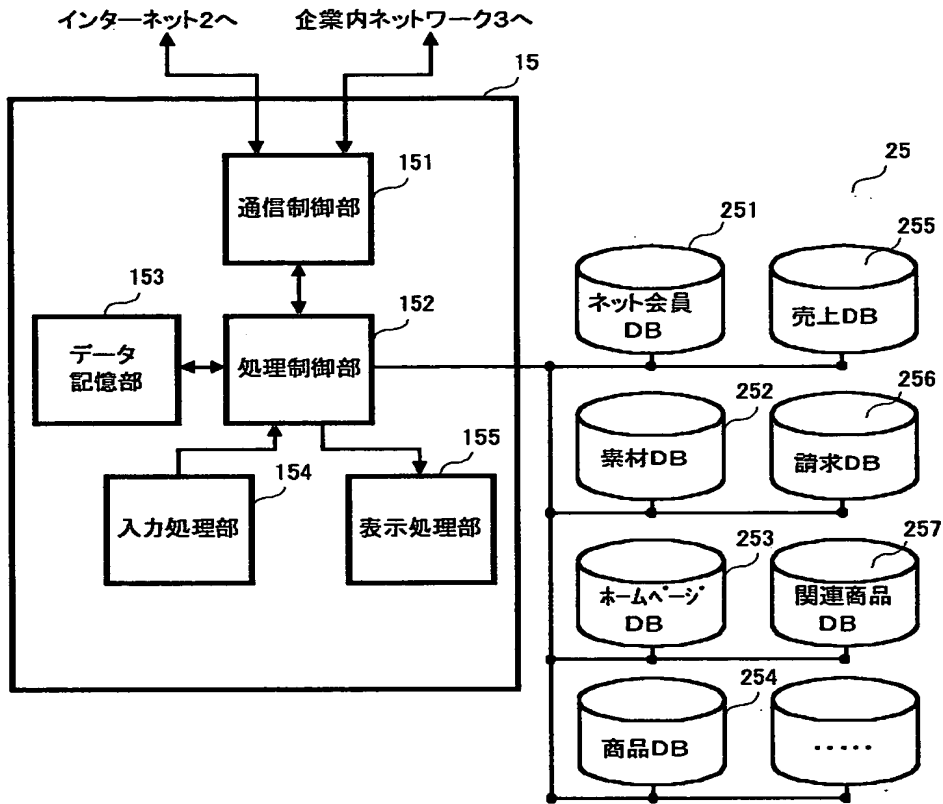 インターネット2へ
企業内ネットワーク3へ
15
151
通信制御部
25
251
ネット会員
DB
255
売上DB
153
データ
記憶部
152
処理制御部
252
素材DB
256
請求DB
154
入力処理部
155
表示処理部
253
ホームページ
DB
257
関連商品
DB
254
商品DB
‥‥‥